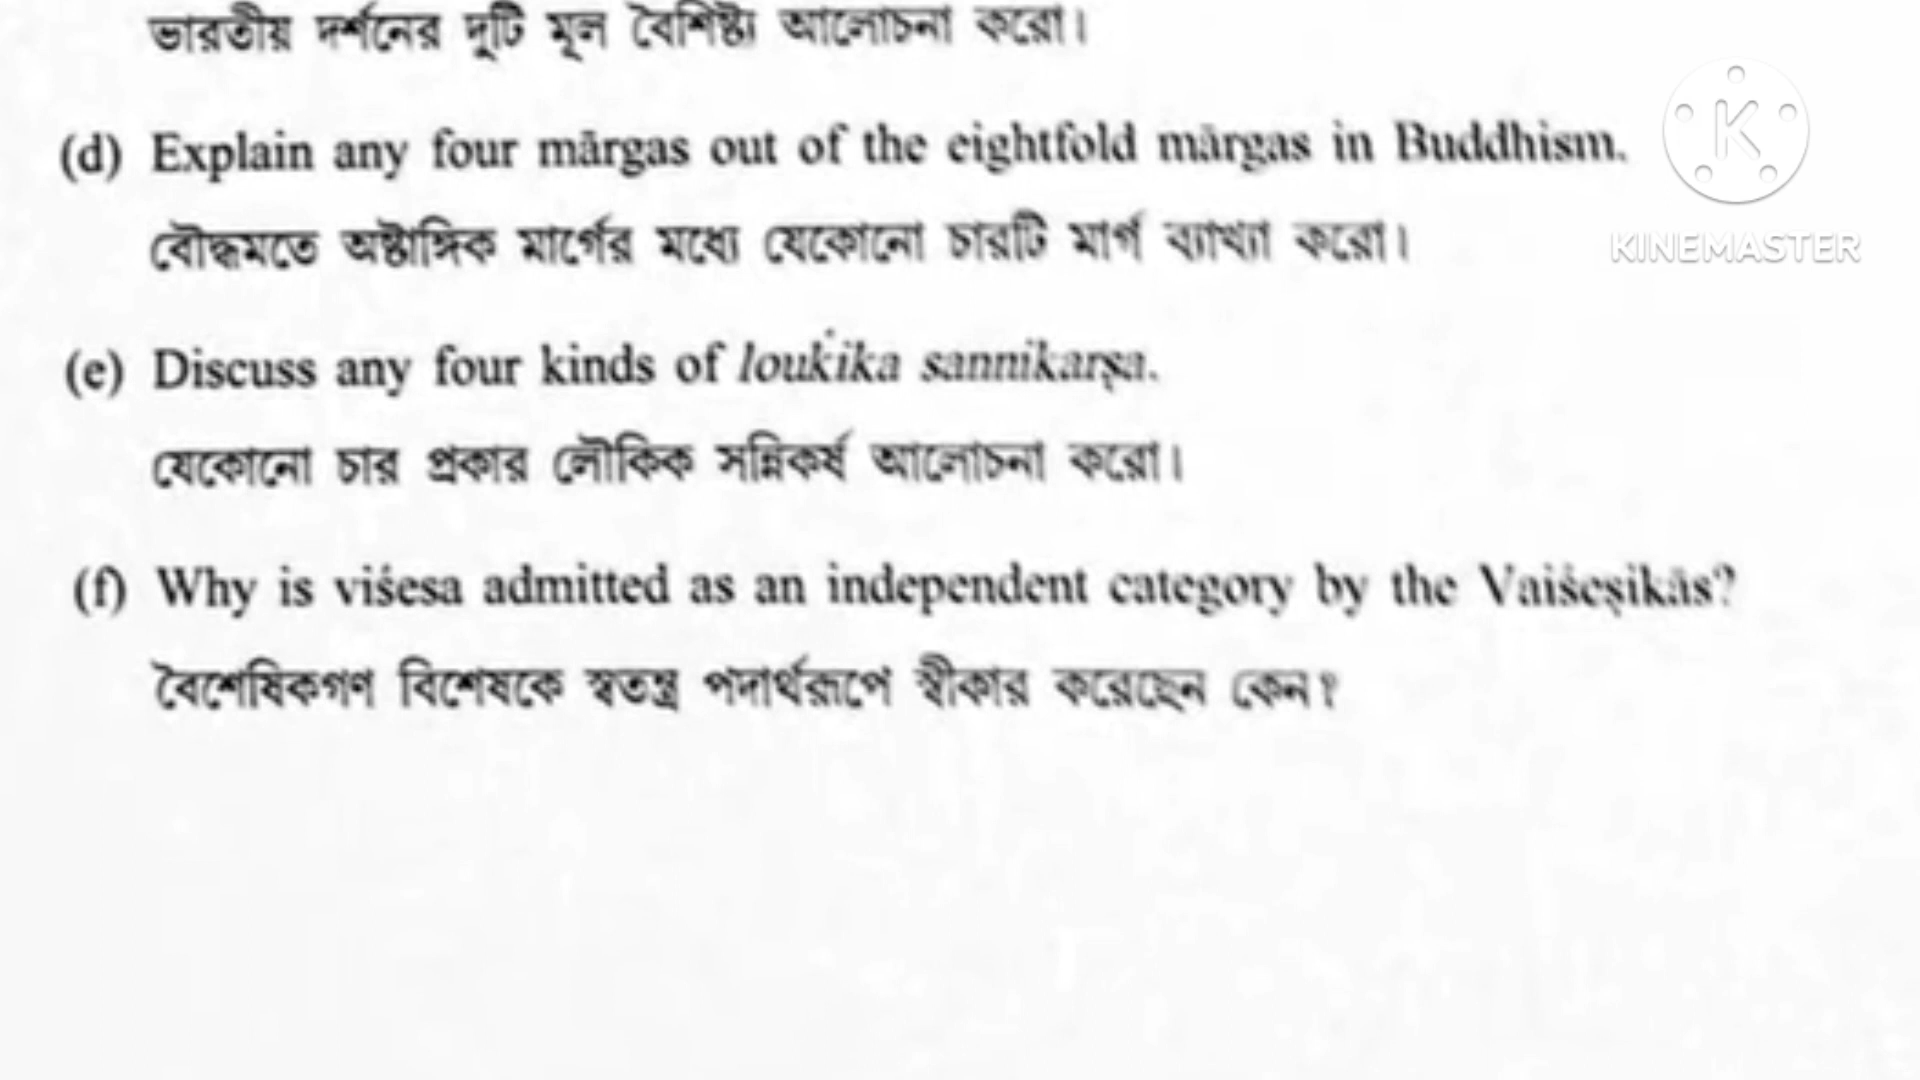 ভারতীয় দর্শনের দুটি মূল বৈশিষ্ট্য আলোচনা করো।
(d) Explain any four mārgas out of the eightfold mārgas in Buddhism.
বৌদ্ধমতে অষ্টাঙ্গিক মার্গের মধ্যে যেকোনো চারটি মার্গ ব্যাখ্যা করো।
K
KINEMASTER
(e) Discuss any four kinds of loukika sannikarṣa.
যেকোনো চার প্রকার লৌকিক সন্নিকর্ষ আলোচনা করো।
(f) Why is viśesa admitted as an independent category by the Vaiśeṣikās?
বৈশেষিকগণ বিশেষকে স্বতন্ত্র পদার্থরূপে স্বীকার করেছেন কেন?